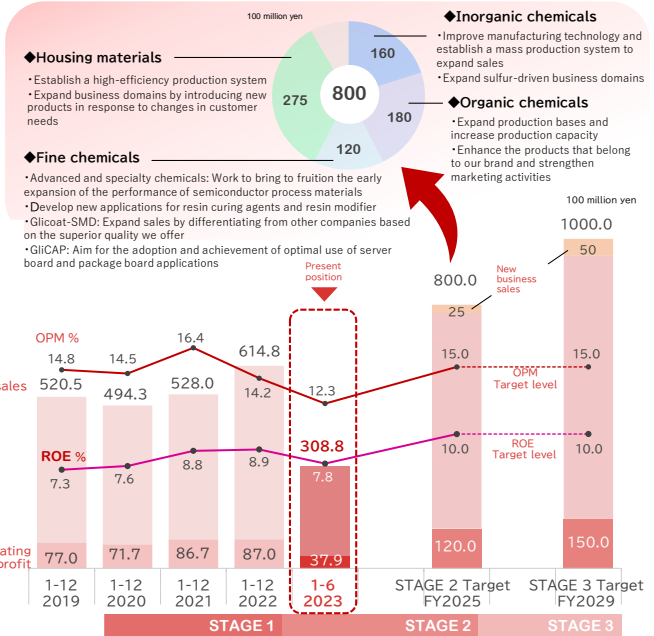 100 million yen
◆Inorganic chemicals
・Improve manufacturing technology and
establish a mass production system to
expand sales
・Expand sulfur-driven business domains
◆Housing materials
・Establish a high-efficiency production system
・Expand business domains by introducing new
products in response to changes in customer
needs
160
800
275
180
120
◆Organic chemicals
・Expand production bases and
increase production capacity
・Enhance the products that belong
to our brand and strengthen
marketing activities
◆Fine chemicals
・Advanced and specialty chemicals: Work to bring to fruition the early
expansion of the performance of semiconductor process materials
・Develop new applications for resin curing agents and resin modifier
・Glicoat-SMD: Expand sales by differentiating from other companies based
on the superior quality we offer
・GliCAP: Aim for the adoption and achievement of optimal use of server
board and package board applications
100 million yen
1000.0
50
Present
position
New
business
sales
800.0
25
OPM %
14.8
14.5
16.4
14.2
12.3
15.0
15.0
OPM
Target level
sales
520.5
494.3
528.0
614.8
308.8
ROE %
7.3
7.6
8.8
8.9
7.8
10.0
10.0
ROE
Target level
ating
profit
77.0
71.7
86.7
87.0
37.9
120.0
150.0
1-12
2019
1-12
2020
1-12
2021
1-12
2022
1-6
2023
STAGE 2 Target
FY2025
STAGE 3 Target
FY2029
STAGE 1
STAGE 2
STAGE 3